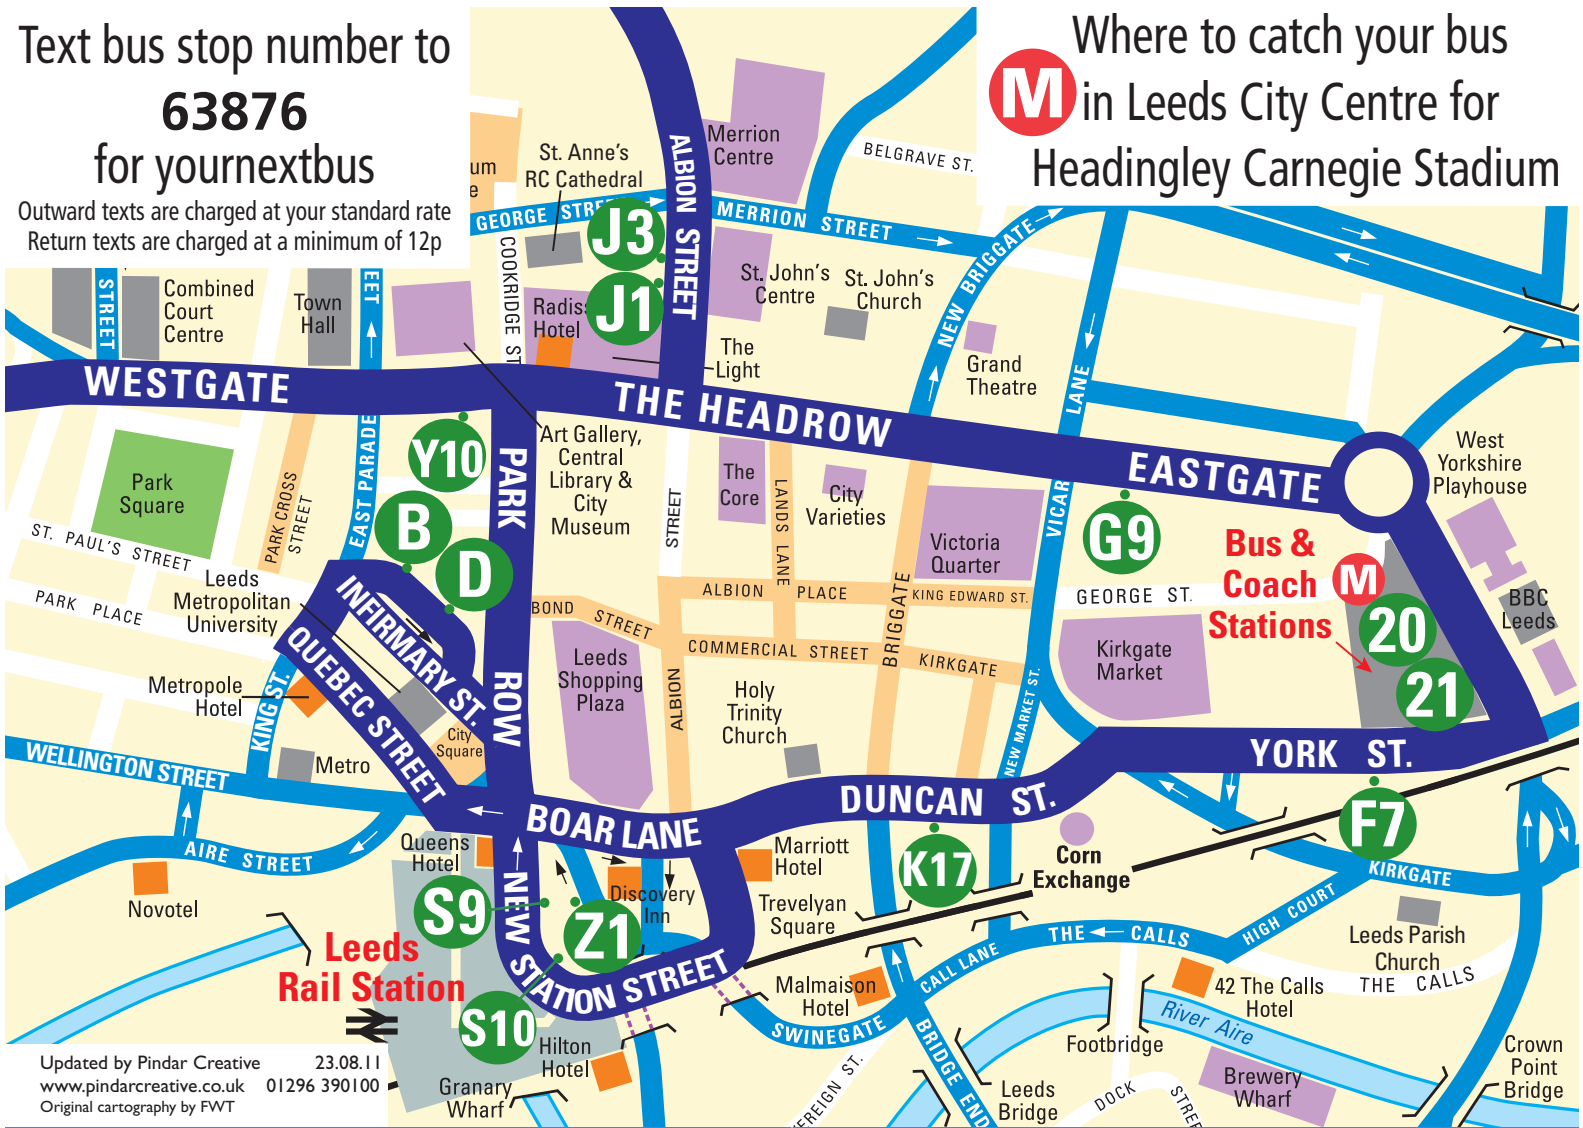 Text bus stop number to
63876
for yournextbus
Outward texts are charged at your standard rate
Return texts are charged at a minimum of 12p
Where to catch your bus
M in Leeds City Centre for
Headingley Carnegie Stadium
Merrion
Centre
BELGRAVE ST.
ALBION STREET
St. Anne's
RC Cathedral
um
e
GEORGE STREET
MERRION STREET
J3
J1
COOKRIDGE ST
Radiss
Hotel
St. John's
Centre
St. John's
Church
NEW BRIGGATE
Combined
Court
Centre
STREET
Town
Hall
EET
The
Light
Grand
Theatre
LANE
WESTGATE
THE HEADROW
EASTGATE
West
Yorkshire
Playhouse
Park
Square
PARK CROSS
STREET
EAST PARADE
Y10
B
D
PARK
ROW
Art Gallery,
Central
Library &
City
Museum
STREET
The
Core
LANDS LANE
City
Varieties
Victoria
Quarter
VICAR
G9
Bus &
Coach
Stations
M
20
21
BBC
Leeds
ST. PAUL'S STREET
PARK PLACE
Leeds
Metropolitan
University
INFIRMARY ST.
QUEBEC STREET
BOND STREET
ALBION PLACE
KING EDWARD ST.
GEORGE ST.
BRIGGATE
COMMERCIAL STREET
KIRKGATE
Kirkgate
Market
Leeds
Shopping
Plaza
ALBION
Holy
Trinity
Church
NEW MARKET ST.
Metropole
Hotel
KING ST.
City
Square
Metro
WELLINGTON STREET
YORK ST.
DUNCAN ST.
BOAR LANE
AIRE STREET
Queens
Hotel
Novotel
NEW STATION STREET
S9
Z1
S10
Discovery
Inn
Marriott
Hotel
Trevelyan
Square
K17
Corn
Exchange
F7
KIRKGATE
HIGH COURT
THE CALLS
CALL LANE
Leeds Parish
Church
THE CALLS
Leeds
Rail Station
Malmaison
Hotel
SWINEGATE
BRIDGE END
42 The Calls
Hotel
River Aire
Footbridge
Hilton
Hotel
Granary
Wharf
EREIGN ST.
Leeds
Bridge
DOCK STREE
Brewery
Wharf
Crown
Point
Bridge
Updated by Pindar Creative 23.08.11
www.pindarcreative.co.uk 01296 390100
Original cartography by FWT